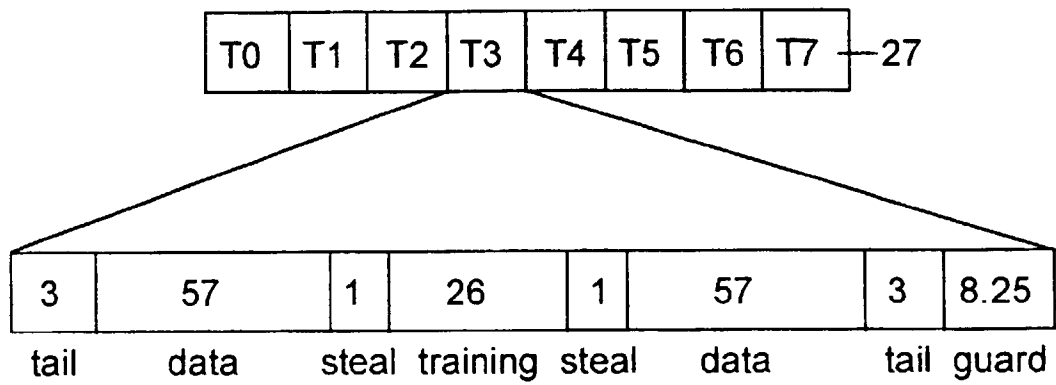 T0 T1 T2 T3 T4 T5 T6 T7 27
3 57 1 26 1 57 3 8.25
tail data steal training steal data tail guard